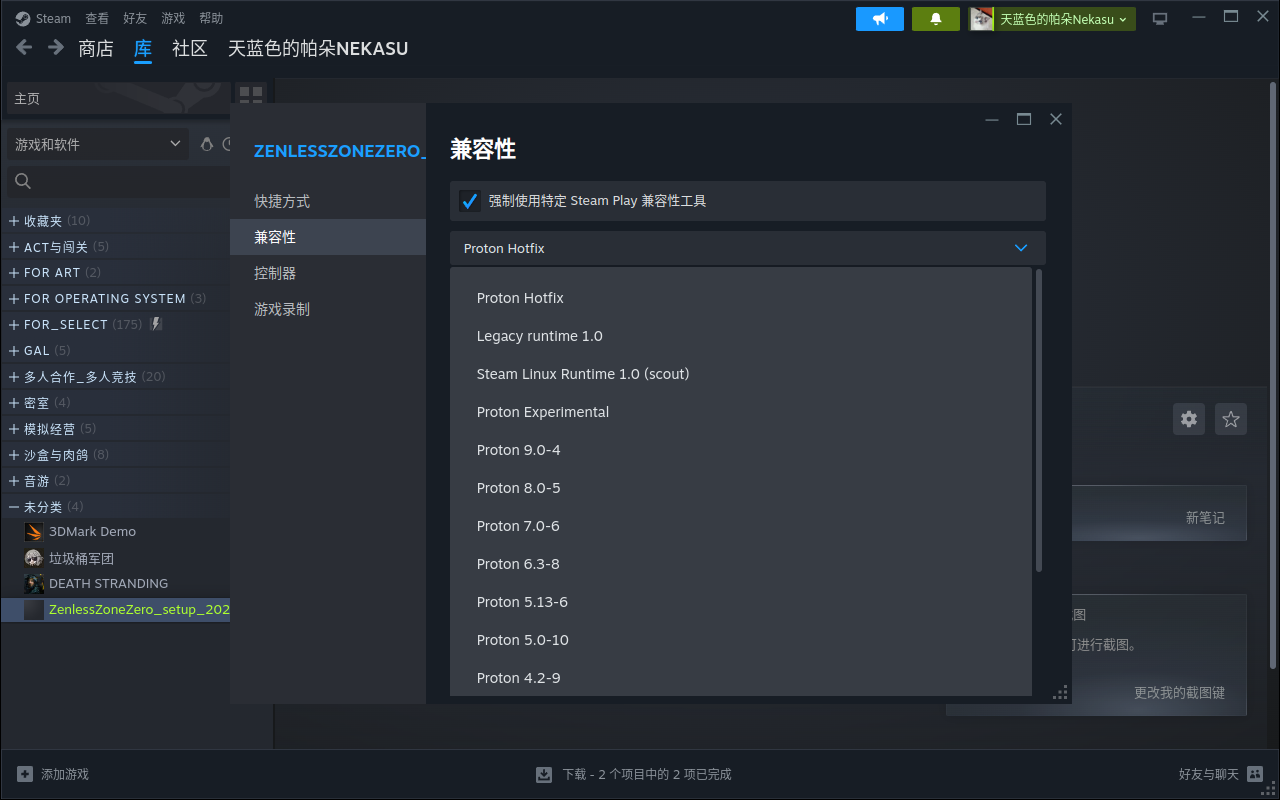 Steam 查看 好友 游戏 帮助
天蓝色的帕朵Nekasu
商店 库 社区 天蓝色的帕朵NEKASU
主页
游戏和软件
收藏夹 (10)
ACT与闯关 (5)
FOR ART (2)
FOR OPERATING SYSTEM (3)
FOR_SELECT (175)
GAL (5)
多人合作_多人竞技 (20)
密室 (4)
模拟经营 (5)
沙盒与肉鸽 (8)
音游 (2)
未分类 (4)
3DMark Demo
垃圾桶军团
DEATH STRANDING
ZenlessZoneZero_setup_202
ZENLESSZONEZERO_
快捷方式
兼容性
控制器
游戏录制
兼容性
强制使用特定 Steam Play 兼容性工具
Proton Hotfix
Proton Hotfix
Legacy runtime 1.0
Steam Linux Runtime 1.0 (scout)
Proton Experimental
Proton 9.0-4
Proton 8.0-5
Proton 7.0-6
Proton 6.3-8
Proton 5.13-6
Proton 5.0-10
Proton 4.2-9
新笔记
图
可进行截图。
更改我的截图键
添加游戏
下载 - 2 个项目中的 2 项已完成
好友与聊天